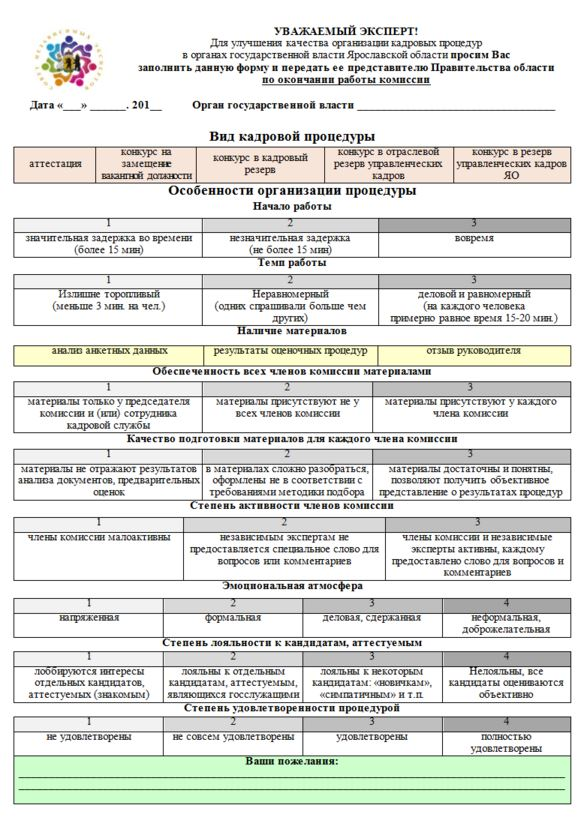 УВАЖАЕМЫЙ ЭКСПЕРТ!
Для улучшения качества организации кадровых процедур
в органах государственной власти Ярославской области просим Вас
заполнить данную форму и передать ее представителю Правительства области
по окончании работы комиссии
Дата «___» ______. 201__ Орган государственной власти ________________________________
Вид кадровой процедуры
аттестация
конкурс на
замещение
вакантной должности
конкурс в кадровый
резерв
конкурс в отраслевой
резерв управленческих
кадров
конкурс в резерв
управленческих кадров
ЯО
Особенности организации процедуры
Начало работы
1 2 3
значительная задержка во времени
(более 15 мин)
незначительная задержка
(не более 15 мин)
вовремя
Темп работы
1 2 3
Излишне торопливый
(меньше 3 мин. на чел.)
Неравномерный
(одних спрашивали больше чем
других)
деловой и равномерный
(на каждого человека
примерно равное время 15-20 мин.)
Наличие материалов
анализ анкетных данных
результаты оценочных процедур
отзыв руководителя
Обеспеченность всех членов комиссии материалами
1 2 3
материалы только у председателя
комиссии и (или) сотрудника
кадровой службы
материалы присутствуют не у
всех членов комиссии
материалы присутствуют у каждого
члена комиссии
Качество подготовки материалов для каждого члена комиссии
1 2 3
материалы не отражают результатов
анализа документов, предварительных
оценок
в материалах сложно разобраться,
оформлены не в соответствии с
требованиями методики подбора
материалы достаточны и понятны,
позволяют получить объективное
представление о результатах процедур
Степень активности членов комиссии
1 2 3
члены комиссии малоактивны
независимым экспертам не
предоставляется специальное слово для
вопросов или комментариев
члены комиссии и независимые
эксперты активны, каждому
предоставлено слово для вопросов и
комментариев
Эмоциональная атмосфера
1 2 3 4
напряженная
формальная
деловая, сдержанная
неформальная,
доброжелательная
Степень лояльности к кандидатам, аттестуемым
1 2 3 4
лоббируются интересы
отдельных кандидатов,
аттестуемых (знакомым)
лояльны к отдельным
кандидатам, аттестуемым,
являющихся госслужащими
лояльны к некоторым
кандидатам: «новичкам»,
«симпатичным» и т.п.
Нелояльны, все
кандидаты оцениваются
объективно
Степень удовлетворенности процедурой
1 2 3 4
не удовлетворены
не совсем удовлетворены
удовлетворены
полностью
удовлетворены
Ваши пожелания: